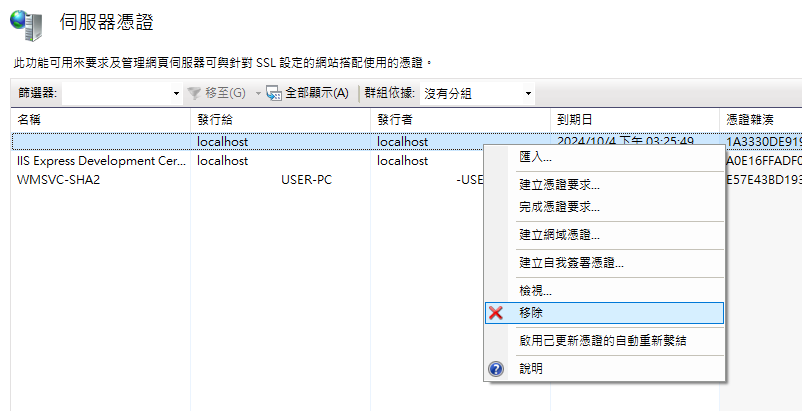 伺服器憑證
此功能可用來要求及管理網頁伺服器可與針對 SSL 設定的網站搭配使用的憑證。
篩選器: 移至(G) 全部顯示(A) 群組依據: 沒有分組
名稱 發行給 發行者 到期日 憑證雜湊
localhost localhost 2024/10/4 下午 03:25:49 1A3330DE919
IIS Express Development Cer... localhost localhost A0E16FFADF0
WMSVC-SHA2 USER-PC -USE E57E43BD193
匯入...
建立憑證要求...
完成憑證要求...
建立網域憑證...
建立自我簽署憑證...
檢視...
移除
啟用已更新憑證的自動重新繫結
說明